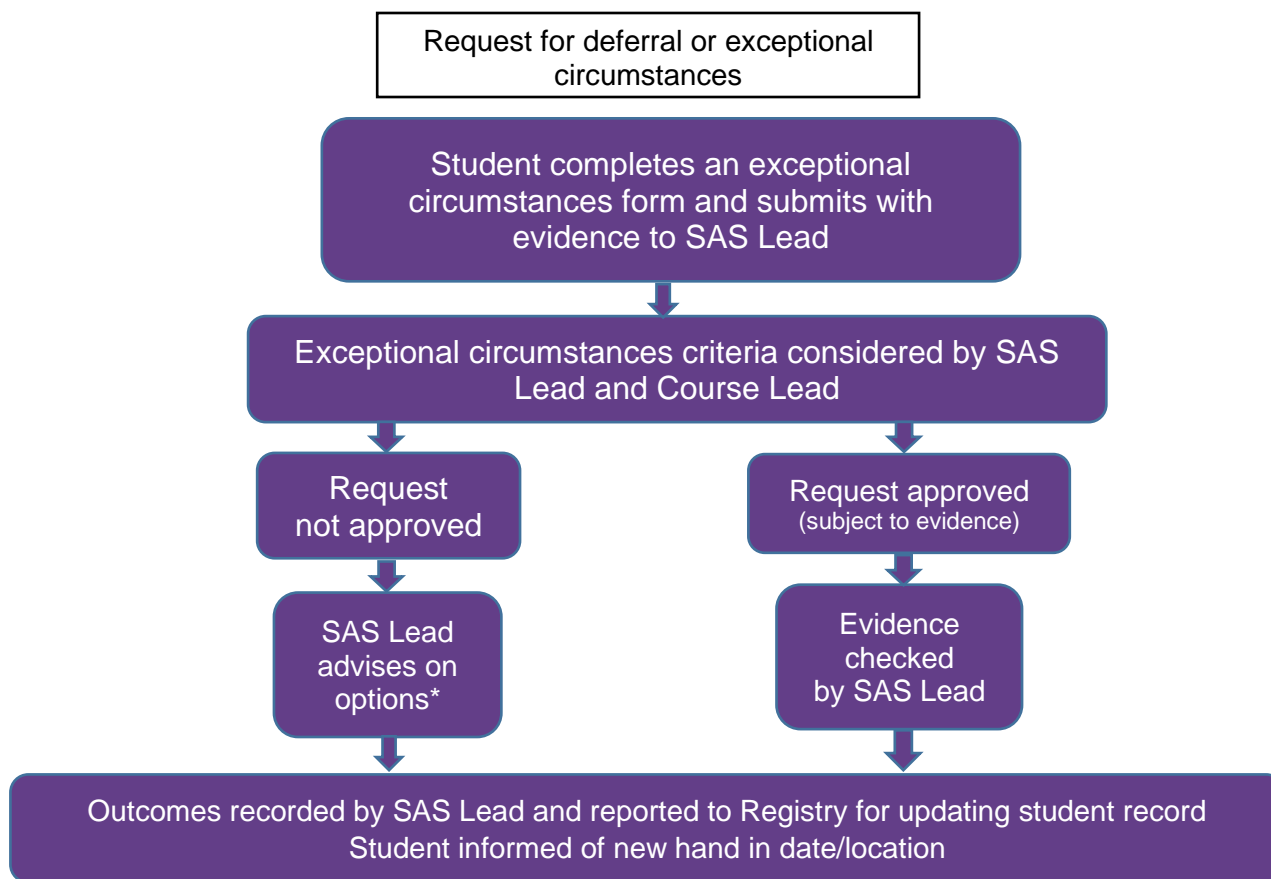 Request for deferral or exceptional
circumstances
Student completes an exceptional
circumstances form and submits with
evidence to SAS Lead
Exceptional circumstances criteria considered by SAS
Lead and Course Lead
Request
not approved
SAS Lead
advises on
options*
Request approved
(subject to evidence)
Evidence
checked
by SAS Lead
Outcomes recorded by SAS Lead and reported to Registry for updating student record
Student informed of new hand in date/location